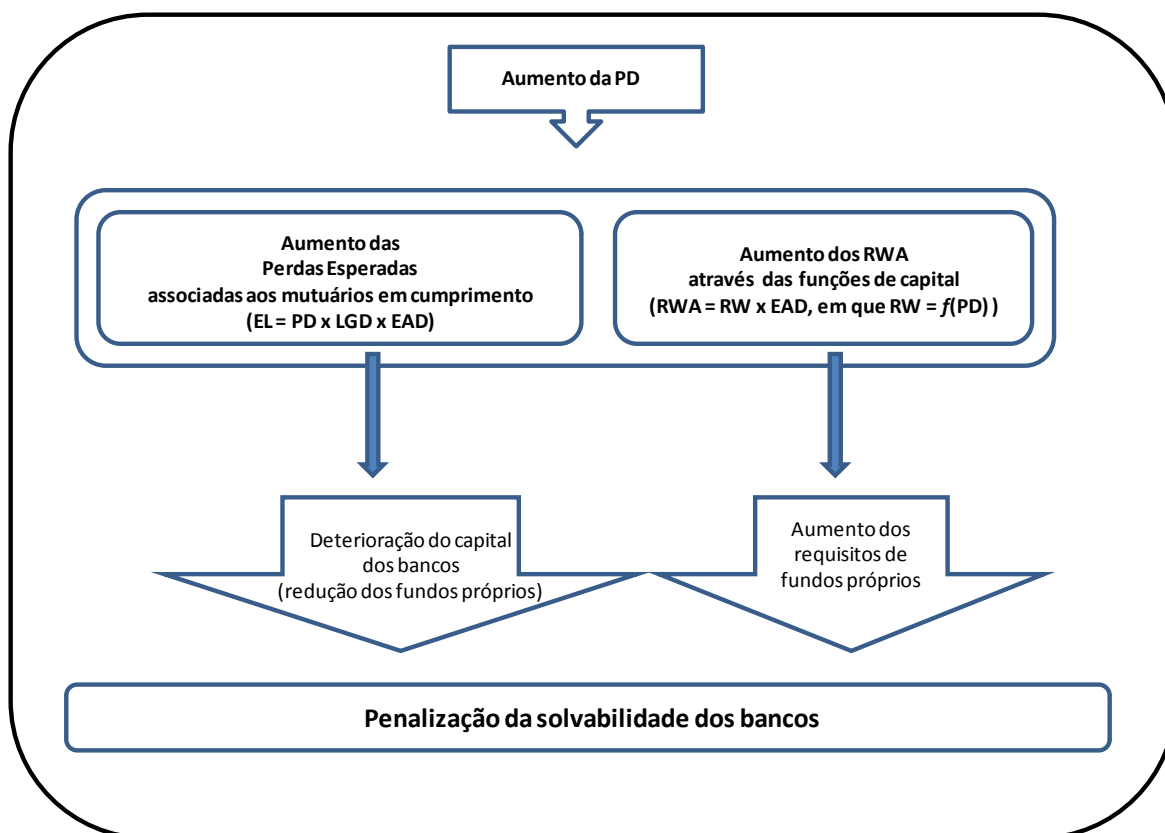 Aumento da PD
Aumento das
Perdas Esperadas
associadas aos mutuários em cumprimento
(EL = PD x LGD x EAD)
Aumento dos RWA
através das funções de capital
(RWA = RW x EAD, em que RW = f(PD) )
Deterioração do capital
dos bancos
(redução dos fundos próprios)
Aumento dos
requisitos de
fundos próprios
Penalização da solvabilidade dos bancos